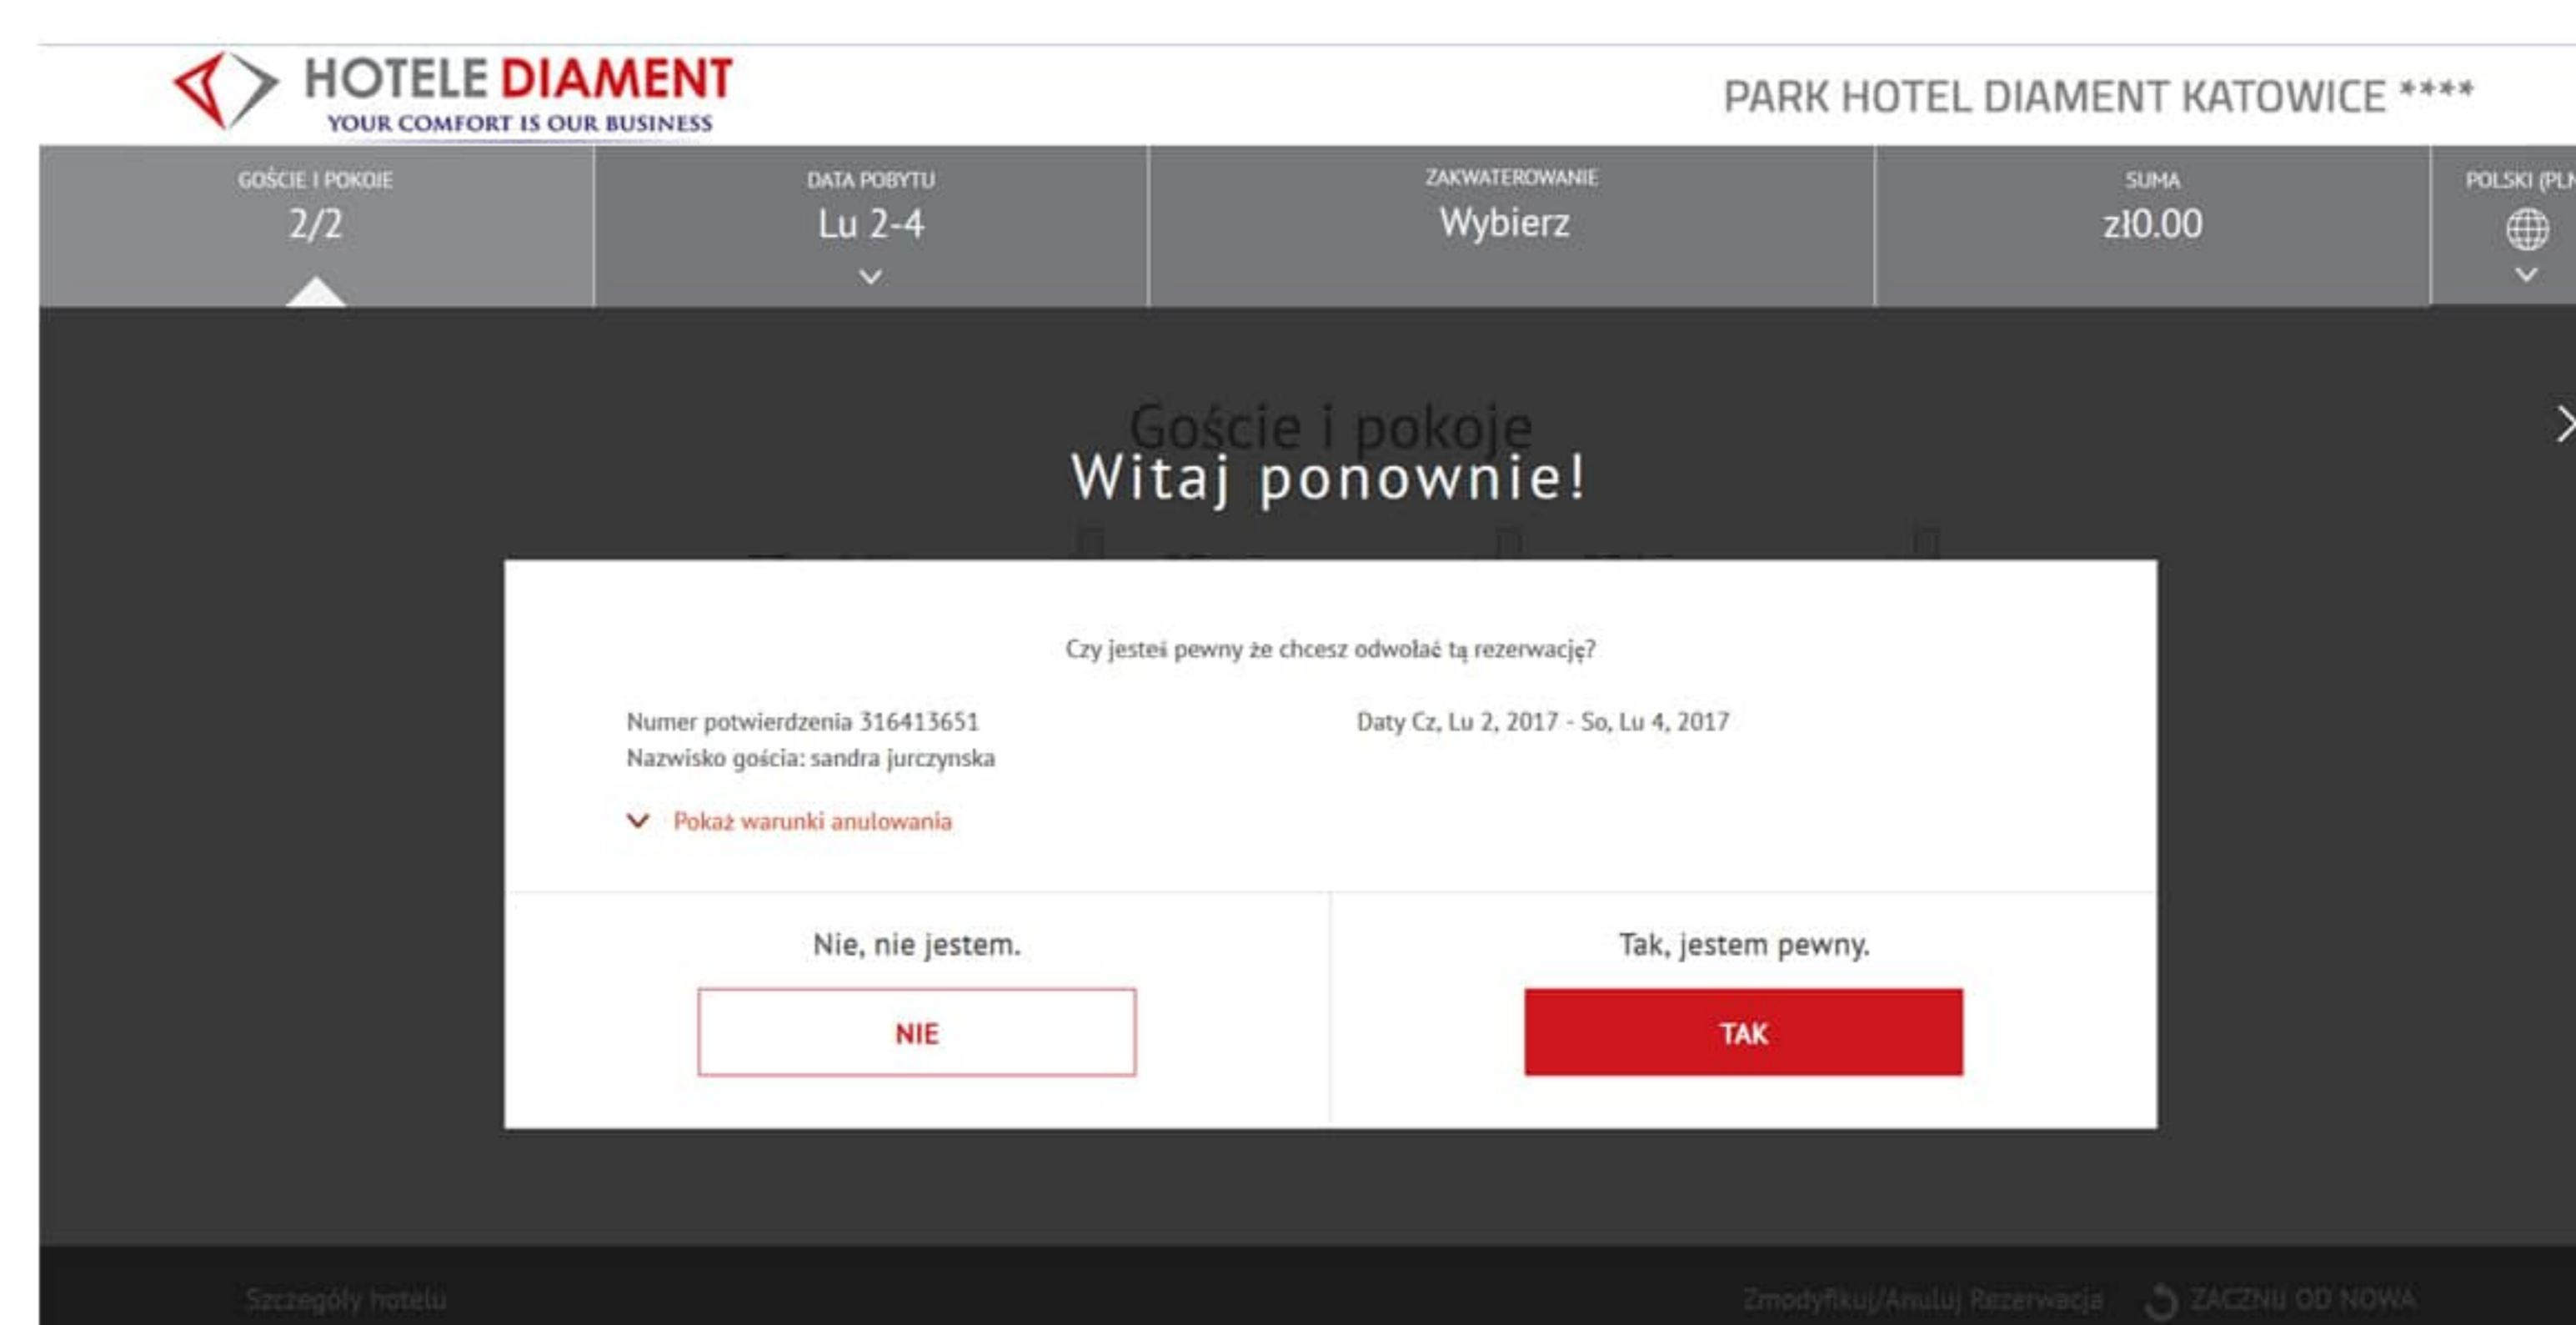 HOTELE DIAMENT
YOUR COMFORT IS OUR BUSINESS
PARK HOTEL DIAMENT KATOWICE ****
GOŚCIE I POKOJE
2/2
DATA POBYTU
Lu 2-4
ZAKWATEROWANIE
Wybierz
SUMA
zł0.00
POLSKI (PLN
Goście i pokoje
Witaj ponownie!
Czy jesteś pewny że chcesz odwołać tą rezerwację?
Numer potwierdzenia 316413651
Daty Cz, Lu 2, 2017 - So, Lu 4, 2017
Nazwisko gościa: sandra jurczynska
Pokaż warunki anulowania
Nie, nie jestem.
Tak, jestem pewny.
NIE
TAK
Szczegóły hotelu
Zmodyfikuj/Anuluj Rezerwacja
ZACZNIJ OD NOWA